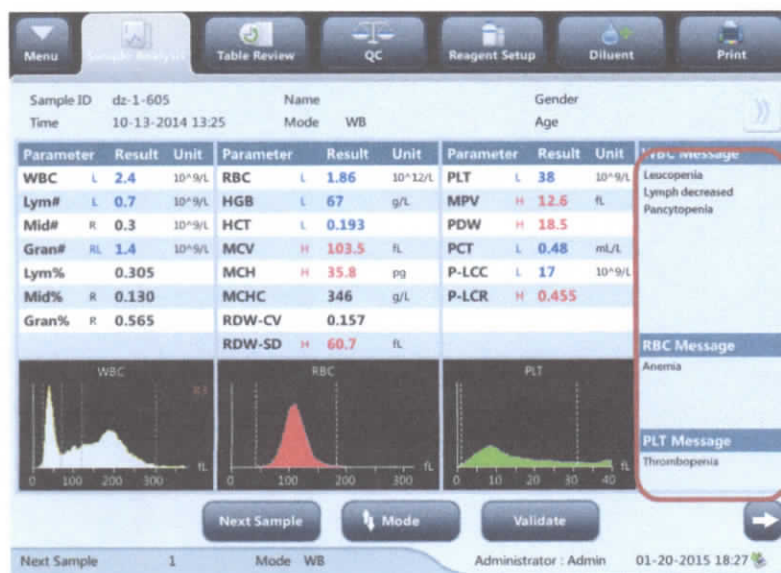 Menu
Sample Analysis
Table Review
QC
Reagent Setup
Diluent
Print
Sample ID dz-1-605 Name Gender
Time 10-13-2014 13:25 Mode WB Age
Parameter Result Unit Parameter Result Unit Parameter Result Unit WBC Message
WBC L 2.4 10^9/L RBC L 1.86 10^12/L PLT L 38 10^9/L Leucopenia
Lym# L 0.7 10^9/L HGB L 67 g/L MPV H 12.6 fL Lymph decreased
Mid# R 0.3 10^9/L HCT L 0.193 PDW H 18.5 Pancytopenia
Gran# RL 1.4 10^9/L MCV H 103.5 fL PCT L 0.48 mL/L
Lym% 0.305 MCH H 35.8 pg P-LCC L 17 10^9/L
Mid% R 0.130 MCHC 346 g/L P-LCR H 0.455
Gran% R 0.565 RDW-CV 0.157
RDW-SD H 60.7 fL
RBC Message
Anemia
PLT Message
Thrombopenia
WBC R3
0 100 200 300 fL
RBC
0 100 200 300 fL
PLT
0 10 20 30 40 fL
Next Sample Mode Validate
Next Sample 1 Mode WB Administrator : Admin 01-20-2015 18:27